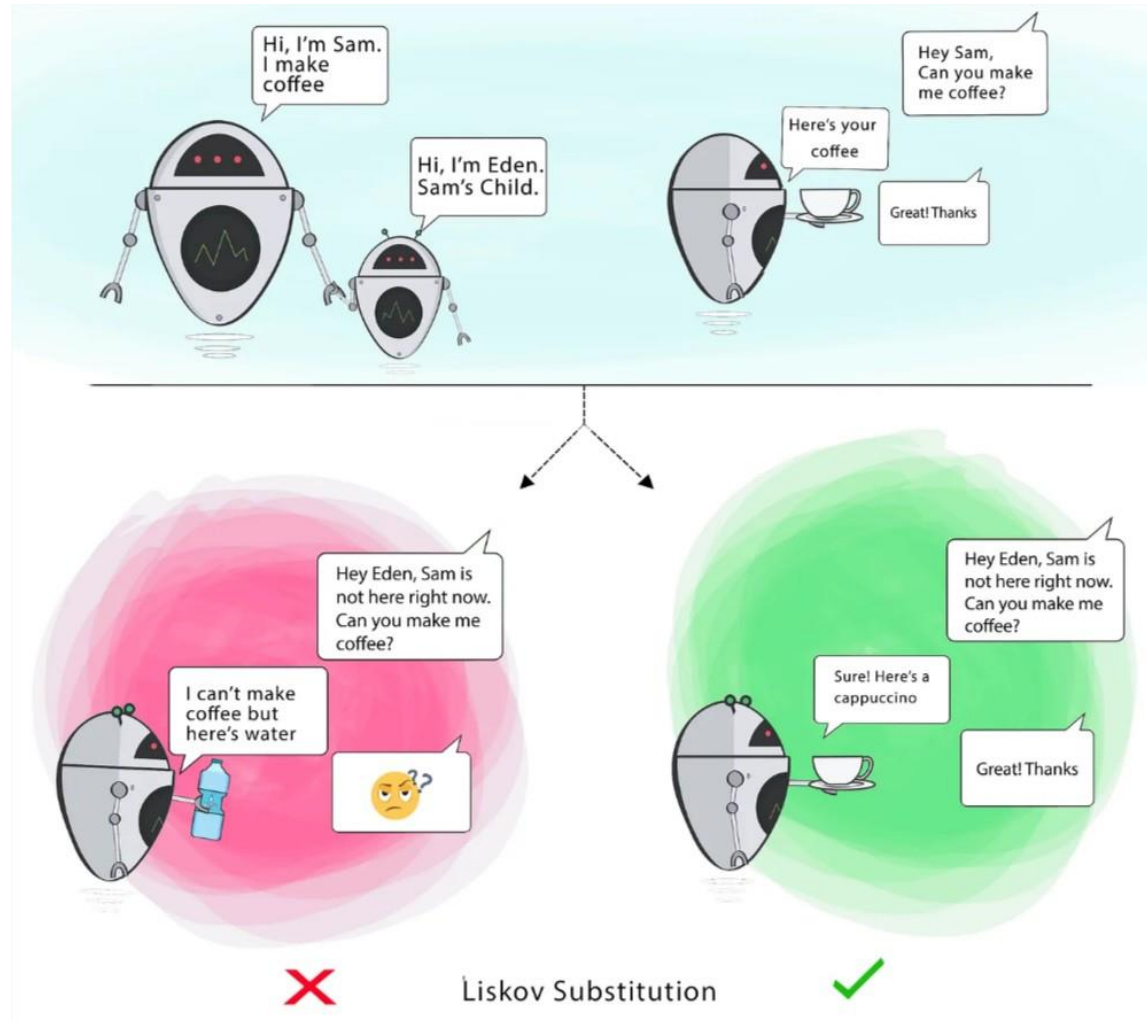 Hi, I'm Sam.
I make
coffee
Hi, I'm Eden.
Sam's Child.
Hey Sam,
Can you make
me coffee?
Here's your
coffee
Great! Thanks
Hey Eden, Sam is
not here right now.
Can you make me
coffee?
I can't make
coffee but
here's water
??
Hey Eden, Sam is
not here right now.
Can you make me
coffee?
Sure! Here's a
cappuccino
Great! Thanks
Liskov Substitution